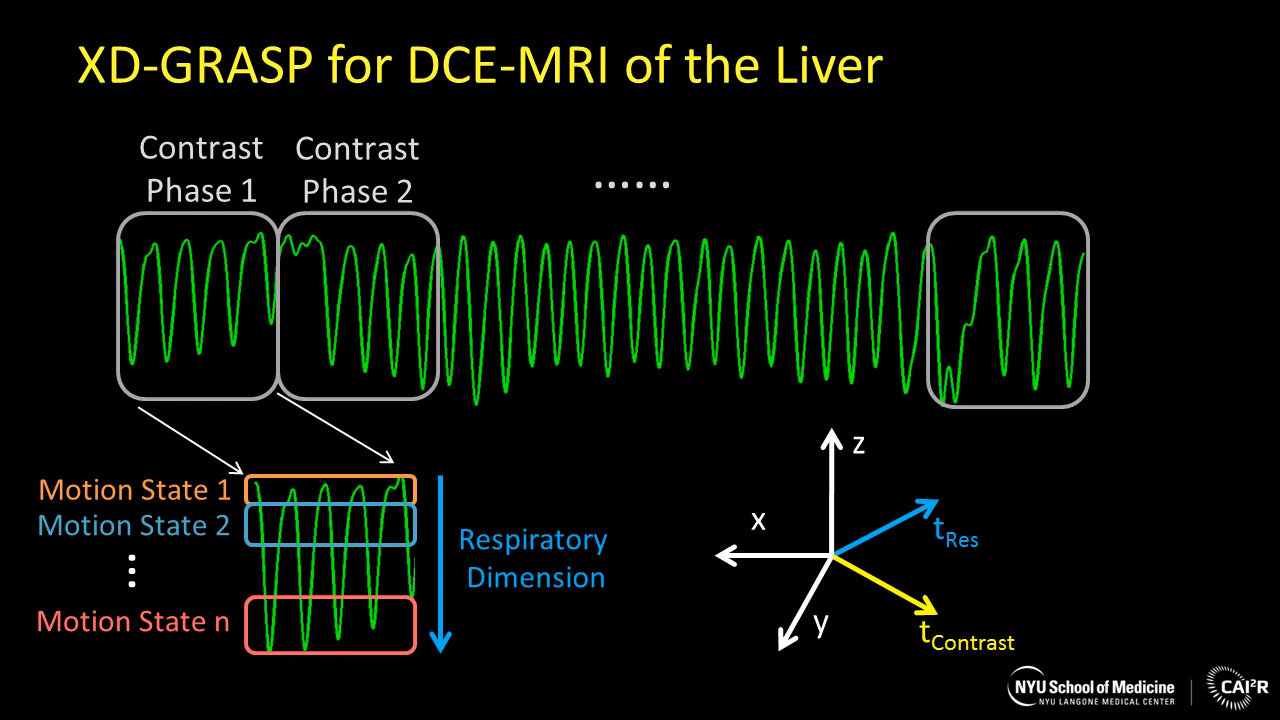 XD-GRASP for DCE-MRI of the Liver
Contrast
Phase 1
Contrast
Phase 2
......
Motion State 1
Motion State 2
⋮
Motion State n
Respiratory
Dimension
z
x
y
tRes
tContrast
NYU School of Medicine
NYU LANGONE MEDICAL CENTER
CAI²R